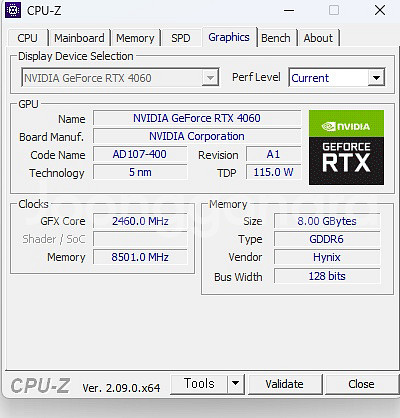 CPU-Z
CPU Mainboard Memory SPD Graphics Bench About
Display Device Selection
NVIDIA GeForce RTX 4060 Perf Level Current
GPU
Name NVIDIA GeForce RTX 4060
Board Manuf. NVIDIA Corporation
Code Name AD107-400 Revision A1
Technology 5 nm TDP 115.0 W
NVIDIA
GEFORCE
RTX
Clocks
GFX Core 2460.0 MHz
Shader / SoC
Memory 8501.0 MHz
Memory
Size 8.00 GBytes
Type GDDR6
Vendor Hynix
Bus Width 128 bits
CPU-Z Ver. 2.09.0.x64 Tools Validate Close